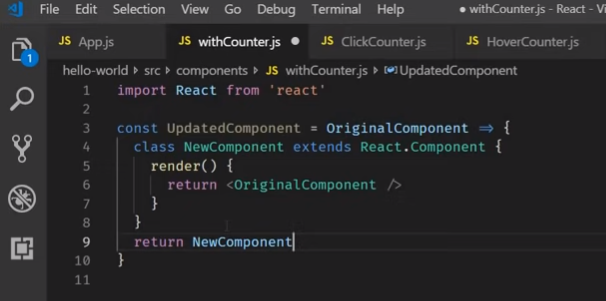 File Edit Selection View Go Debug Terminal Help ● withCounter.js - React - Vi
JS App.js JS withCounter.js ● JS ClickCounter.js JS HoverCounter.js
hello-world > src > components > JS withCounter.js > UpdatedComponent
1 import React from 'react'
2
3 const UpdatedComponent = OriginalComponent => {
4 class NewComponent extends React.Component {
5 render() {
6 return <OriginalComponent />
7 }
8 }
9 return NewComponent
10 }
11
1